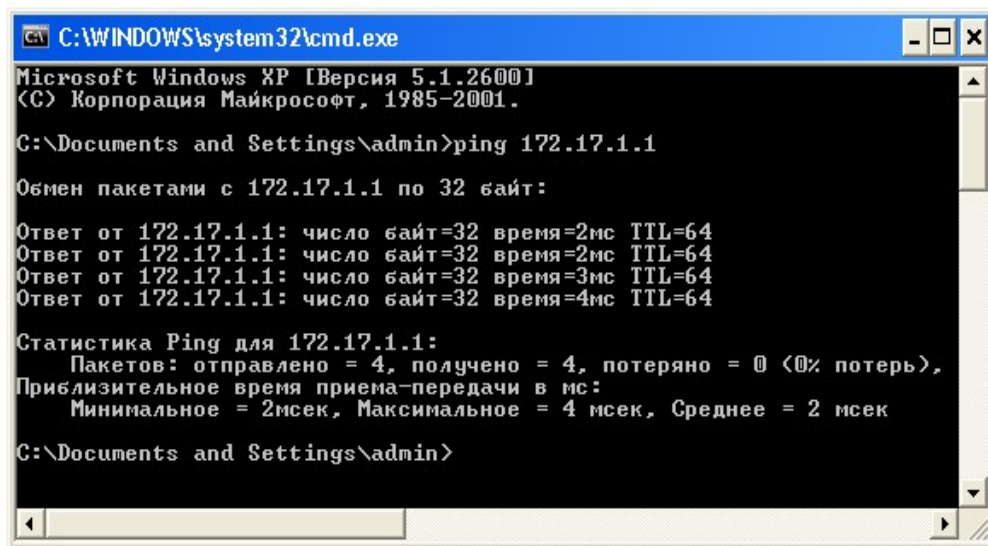 C:\WINDOWS\system32\cmd.exe
Microsoft Windows XP [Версия 5.1.2600]
(С) Корпорация Майкрософт, 1985-2001.
C:\Documents and Settings\admin>ping 172.17.1.1
Обмен пакетами с 172.17.1.1 по 32 байт:
Ответ от 172.17.1.1: число байт=32 время=2мс TTL=64
Ответ от 172.17.1.1: число байт=32 время=2мс TTL=64
Ответ от 172.17.1.1: число байт=32 время=3мс TTL=64
Ответ от 172.17.1.1: число байт=32 время=4мс TTL=64
Статистика Ping для 172.17.1.1:
Пакетов: отправлено = 4, получено = 4, потеряно = 0 (0% потерь),
Приблизительное время приема-передачи в мс:
Минимальное = 2мсек, Максимальное = 4 мсек, Среднее = 2 мсек
C:\Documents and Settings\admin>